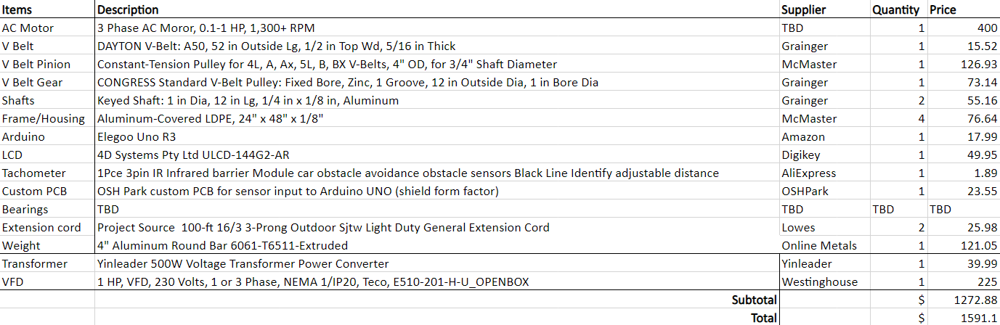 Items Description Supplier Quantity Price
AC Motor 3 Phase AC Moror, 0.1-1 HP, 1,300+ RPM TBD 1 400
V Belt DAYTON V-Belt: A50, 52 in Outside Lg, 1/2 in Top Wd, 5/16 in Thick Grainger 1 15.52
V Belt Pinion Constant-Tension Pulley for 4L, A, Ax, 5L, B, BX V-Belts, 4" OD, for 3/4" Shaft Diameter McMaster 1 126.93
V Belt Gear CONGRESS Standard V-Belt Pulley: Fixed Bore, Zinc, 1 Groove, 12 in Outside Dia, 1 in Bore Dia Grainger 1 73.14
Shafts Keyed Shaft: 1 in Dia, 12 in Lg, 1/4 in x 1/8 in, Aluminum Grainger 2 55.16
Frame/Housing Aluminum-Covered LDPE, 24" x 48" x 1/8" McMaster 4 76.64
Arduino Elegoo Uno R3 Amazon 1 17.99
LCD 4D Systems Pty Ltd ULCD-144G2-AR Digikey 1 49.95
Tachometer 1Pce 3pin IR Infrared barrier Module car obstacle avoidance obstacle sensors Black Line Identify adjustable distance AliExpress 1 1.89
Custom PCB OSH Park custom PCB for sensor input to Arduino UNO (shield form factor) OSHPark 1 23.55
Bearings TBD TBD TBD TBD
Extension cord Project Source 100-ft 16/3 3-Prong Outdoor Sjtw Light Duty General Extension Cord Lowes 2 25.98
Weight 4" Aluminum Round Bar 6061-T6511-Extruded Online Metals 1 121.05
Transformer Yinleader 500W Voltage Transformer Power Converter Yinleader 1 39.99
VFD 1 HP, VFD, 230 Volts, 1 or 3 Phase, NEMA 1/IP20, Teco, E510-201-H-U_OPENBOX Westinghouse 1 225
Subtotal $ 1272.88
Total $ 1591.1